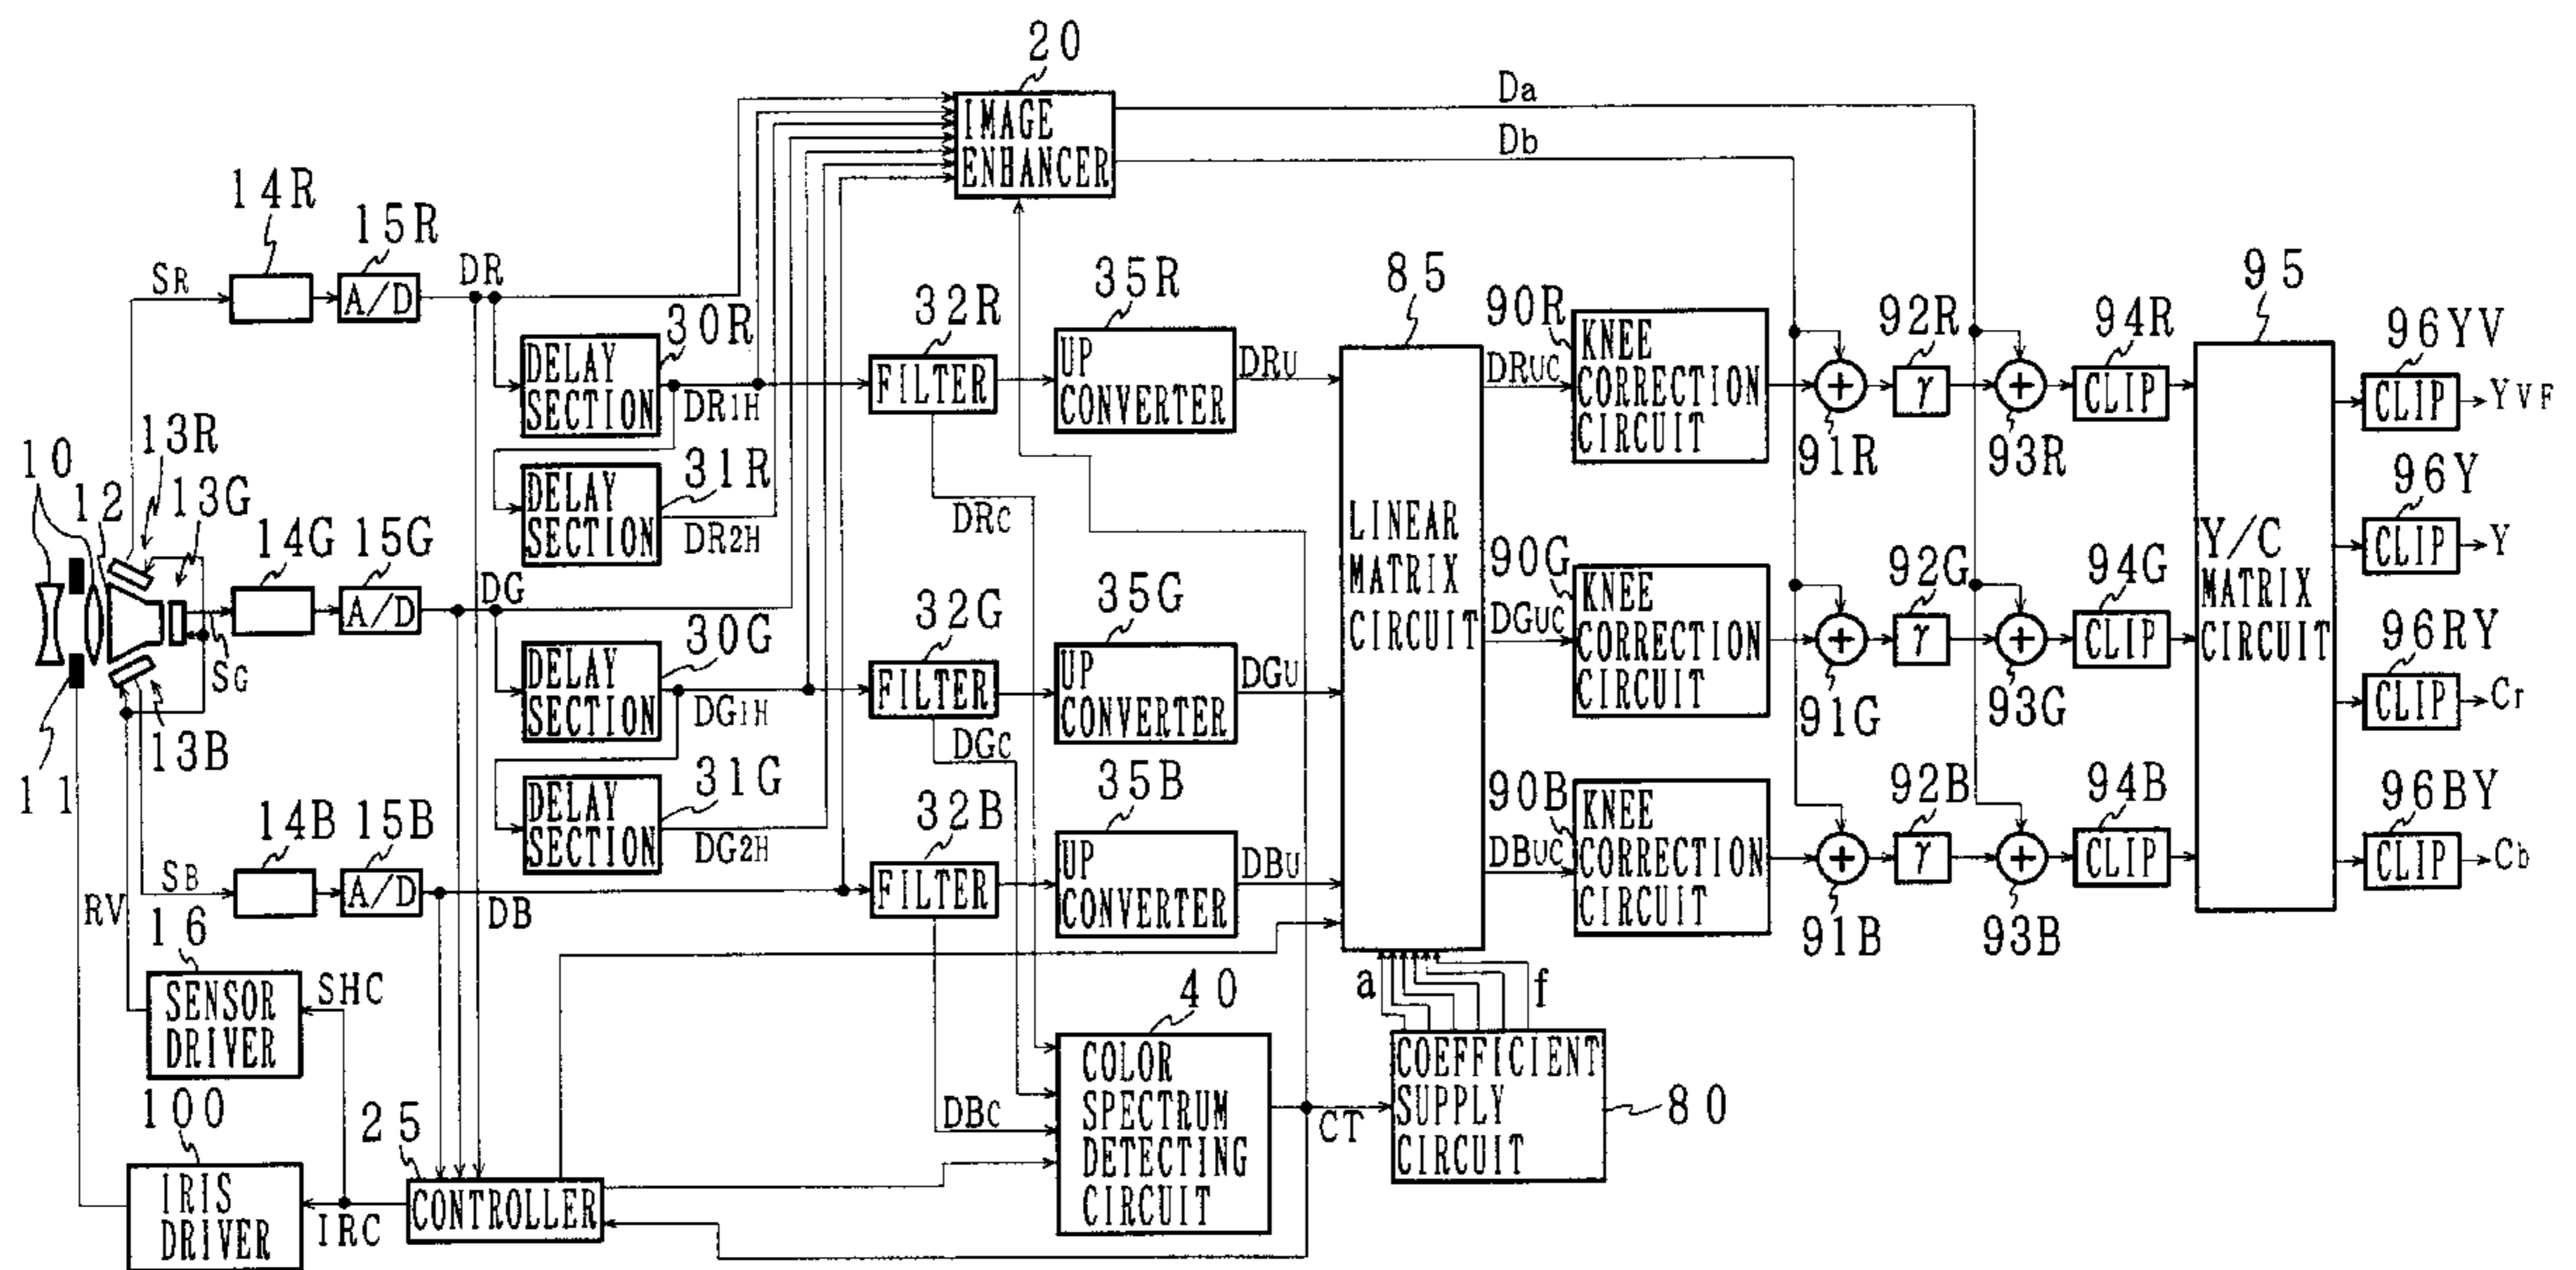 20
Da
IMAGE
ENHANCER
Db
14R
15R
SR
A/D
DR
30R
DELAY
SECTION
DR1H
31R
DELAY
SECTION
DR2H
32R
FILTER
DRC
35R
UP
CONVERTER
DRU
85
LINEAR
MATRIX
CIRCUIT
DRUC
90R
KNEE
CORRECTION
CIRCUIT
+
91R
92R
γ
+
93R
94R
CLIP
95
Y/C
MATRIX
CIRCUIT
96YV
CLIP
YVF
96Y
CLIP
Y
96RY
CLIP
Cr
96BY
CLIP
Cb
10
12
13R
13G
11
13B
SG
14G
15G
A/D
DG
30G
DELAY
SECTION
DG1H
31G
DELAY
SECTION
DG2H
32G
FILTER
DGC
35G
UP
CONVERTER
DGU
DGUC
90G
KNEE
CORRECTION
CIRCUIT
+
91G
92G
γ
+
93G
94G
CLIP
14B
15B
SB
A/D
DB
32B
FILTER
DBC
35B
UP
CONVERTER
DBU
DBUC
90B
KNEE
CORRECTION
CIRCUIT
+
91B
92B
γ
+
93B
94B
CLIP
RV
16
SENSOR
DRIVER
SHC
100
IRIS
DRIVER
IRC
25
CONTROLLER
40
COLOR
SPECTRUM
DETECTING
CIRCUIT
CT
a
f
COEFFICIENT
SUPPLY
CIRCUIT
80